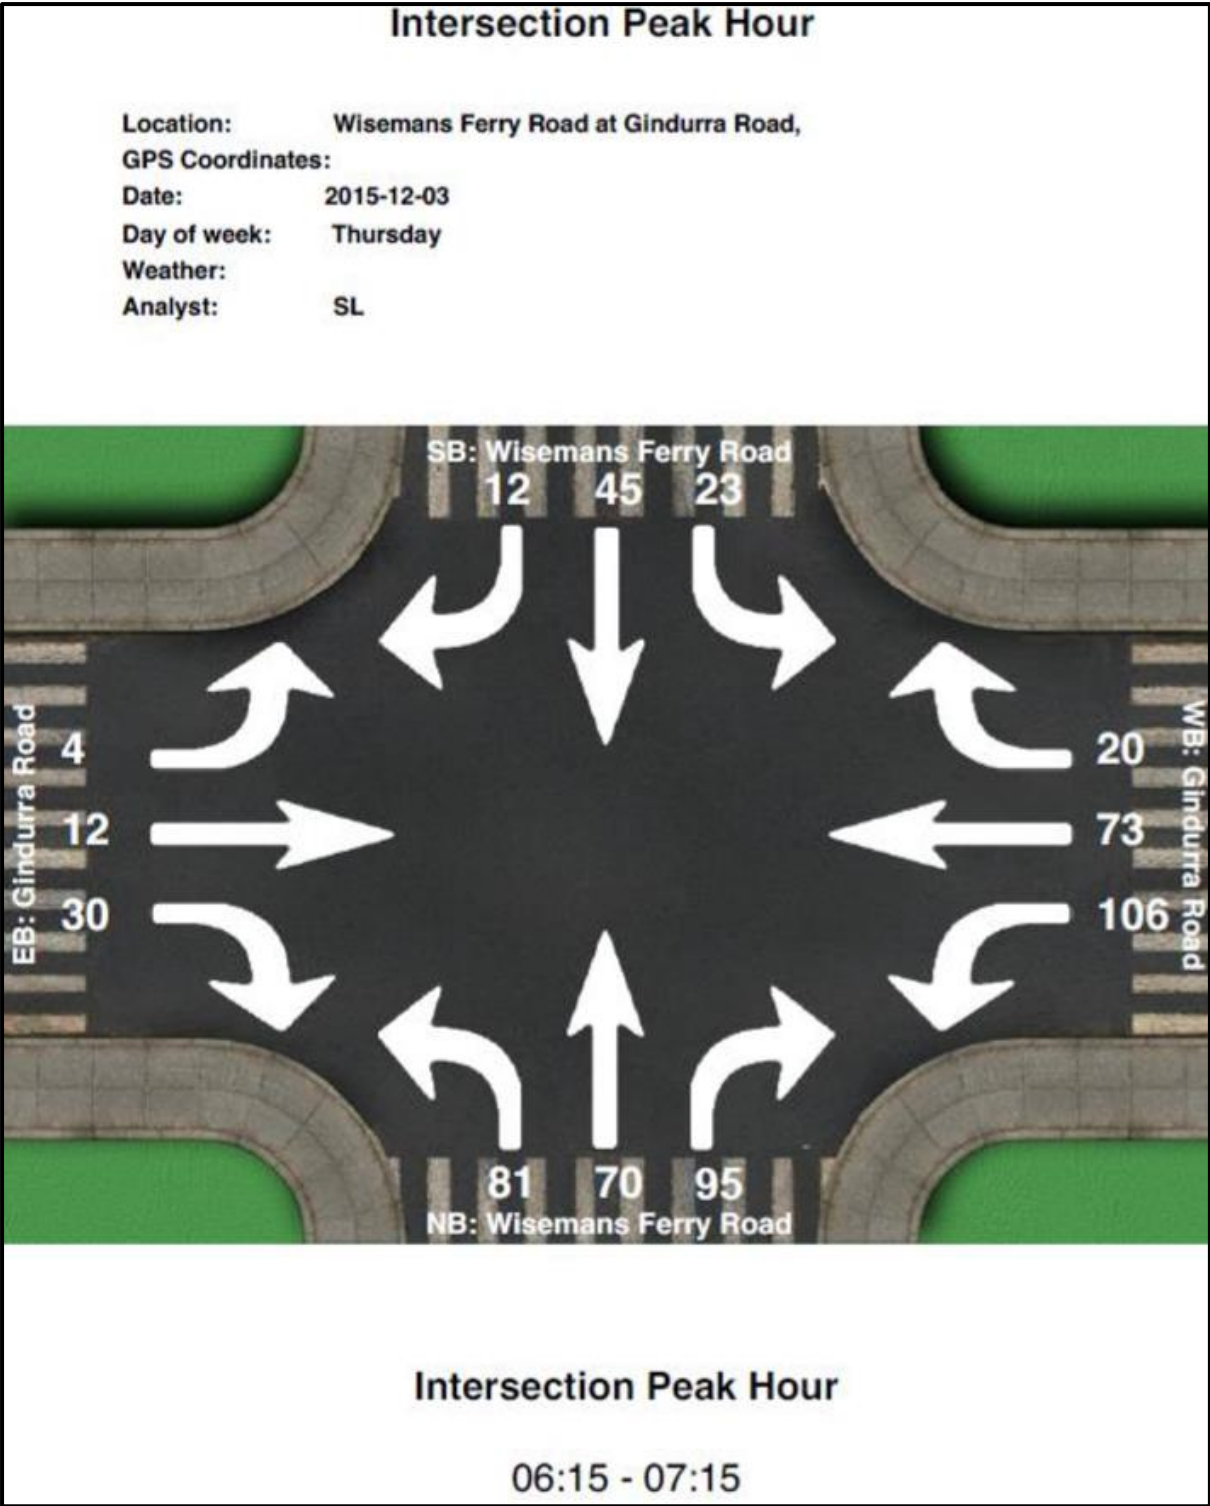 Intersection Peak Hour
Location: Wisemans Ferry Road at Gindurra Road,
GPS Coordinates:
Date: 2015-12-03
Day of week: Thursday
Weather:
Analyst: SL
SB: Wisemans Ferry Road
12 45 23
EB: Gindurra Road
4
12
30
WB: Gindurra Road
20
73
106
81 70 95
NB: Wisemans Ferry Road
Intersection Peak Hour
06:15 - 07:15